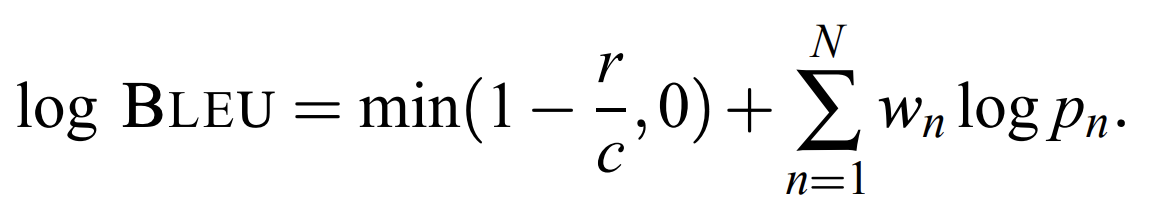 log BLEU = min(1 − r/c, 0) + ∑_{n=1}^{N} w_n log p_n.